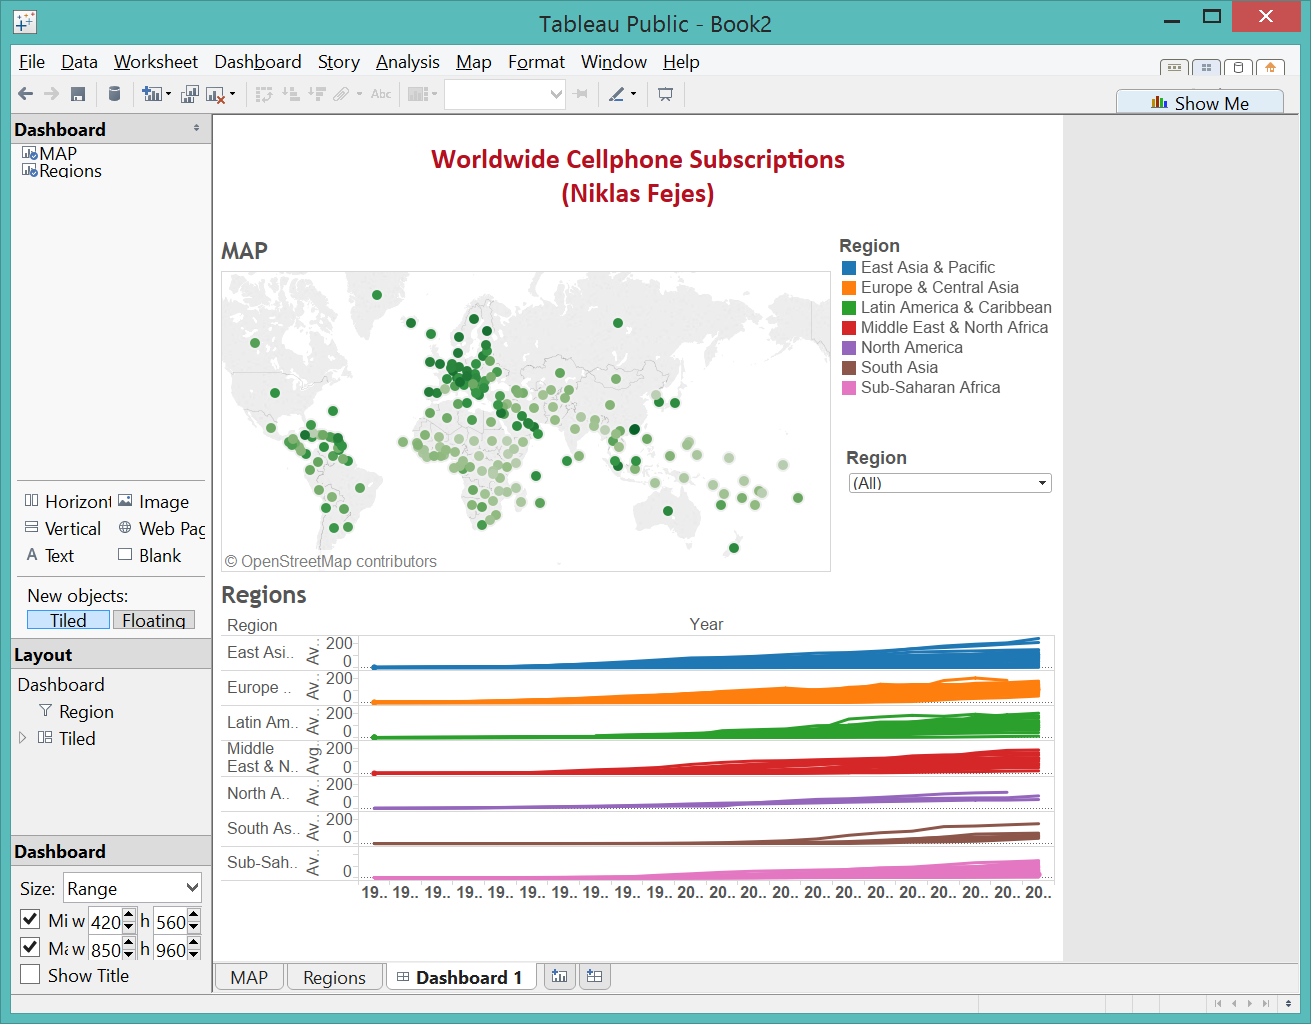 Tableau Public - Book2
File Data Worksheet Dashboard Story Analysis Map Format Window Help
Abc
Show Me
Dashboard
MAP
Regions
Horizont Image
Vertical Web Pag
A Text Blank
New objects:
Tiled Floating
Layout
Dashboard
Region
Tiled
Dashboard
Size: Range
Mi w 420 h 560
Ma w 850 h 960
Show Title
Worldwide Cellphone Subscriptions
(Niklas Fejes)
MAP
© OpenStreetMap contributors
Region
East Asia & Pacific
Europe & Central Asia
Latin America & Caribbean
Middle East & North Africa
North America
South Asia
Sub-Saharan Africa
Region
(All)
Regions
Region Year
East Asi.. Av.. 200 0
Europe .. Av.. 200 0
Latin Am.. Av.. 200 0
Middle East & N.. Avg.. 200 0
North A.. Av.. 200 0
South As.. Av.. 200 0
Sub-Sah.. Av.. 0
19.. 19.. 19.. 19.. 19.. 19.. 19.. 19.. 19.. 19.. 20.. 20.. 20.. 20.. 20.. 20.. 20.. 20.. 20.. 20.. 20.. 20..
MAP Regions Dashboard 1